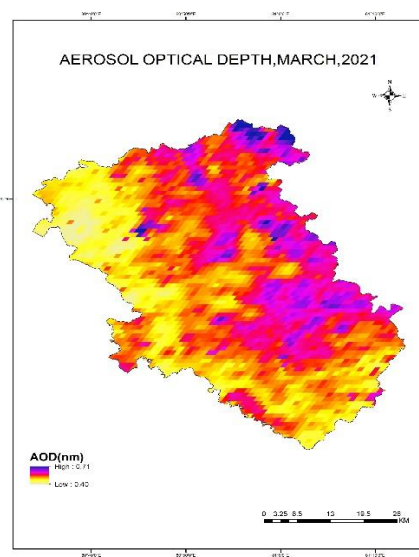 AEROSOL OPTICAL DEPTH,MARCH,2021
N
W
E
S
AOD(nm)
High : 0.71
Low : 0.40
0 3.25 6.5 13 19.5 26
KM